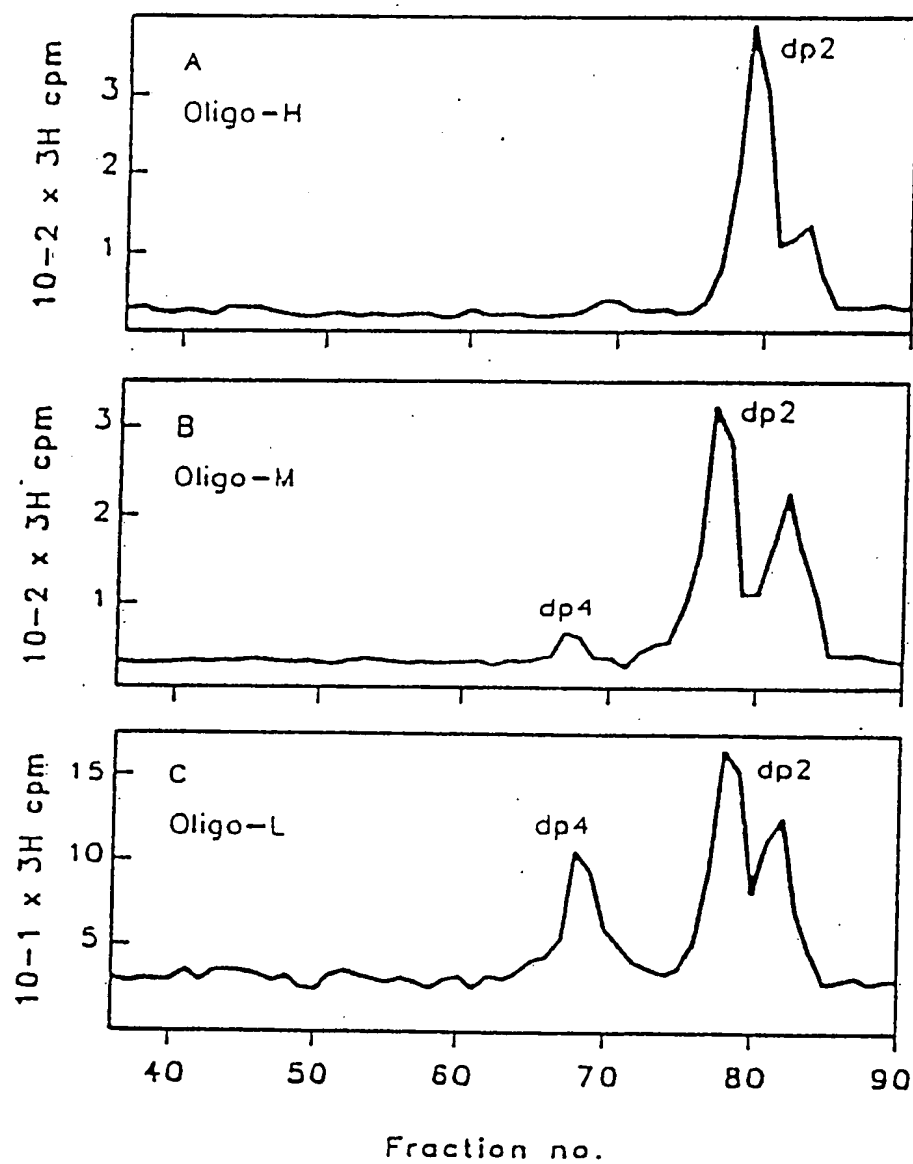 A
Oligo-H
dp2
3
2
1
10-2 x 3H cpm
B
Oligo-M
dp4
dp2
3
2
1
10-2 x 3H cpm
C
Oligo-L
dp4
dp2
15
10
5
10-1 x 3H cpm
40 50 60 70 80 90
Fraction no.